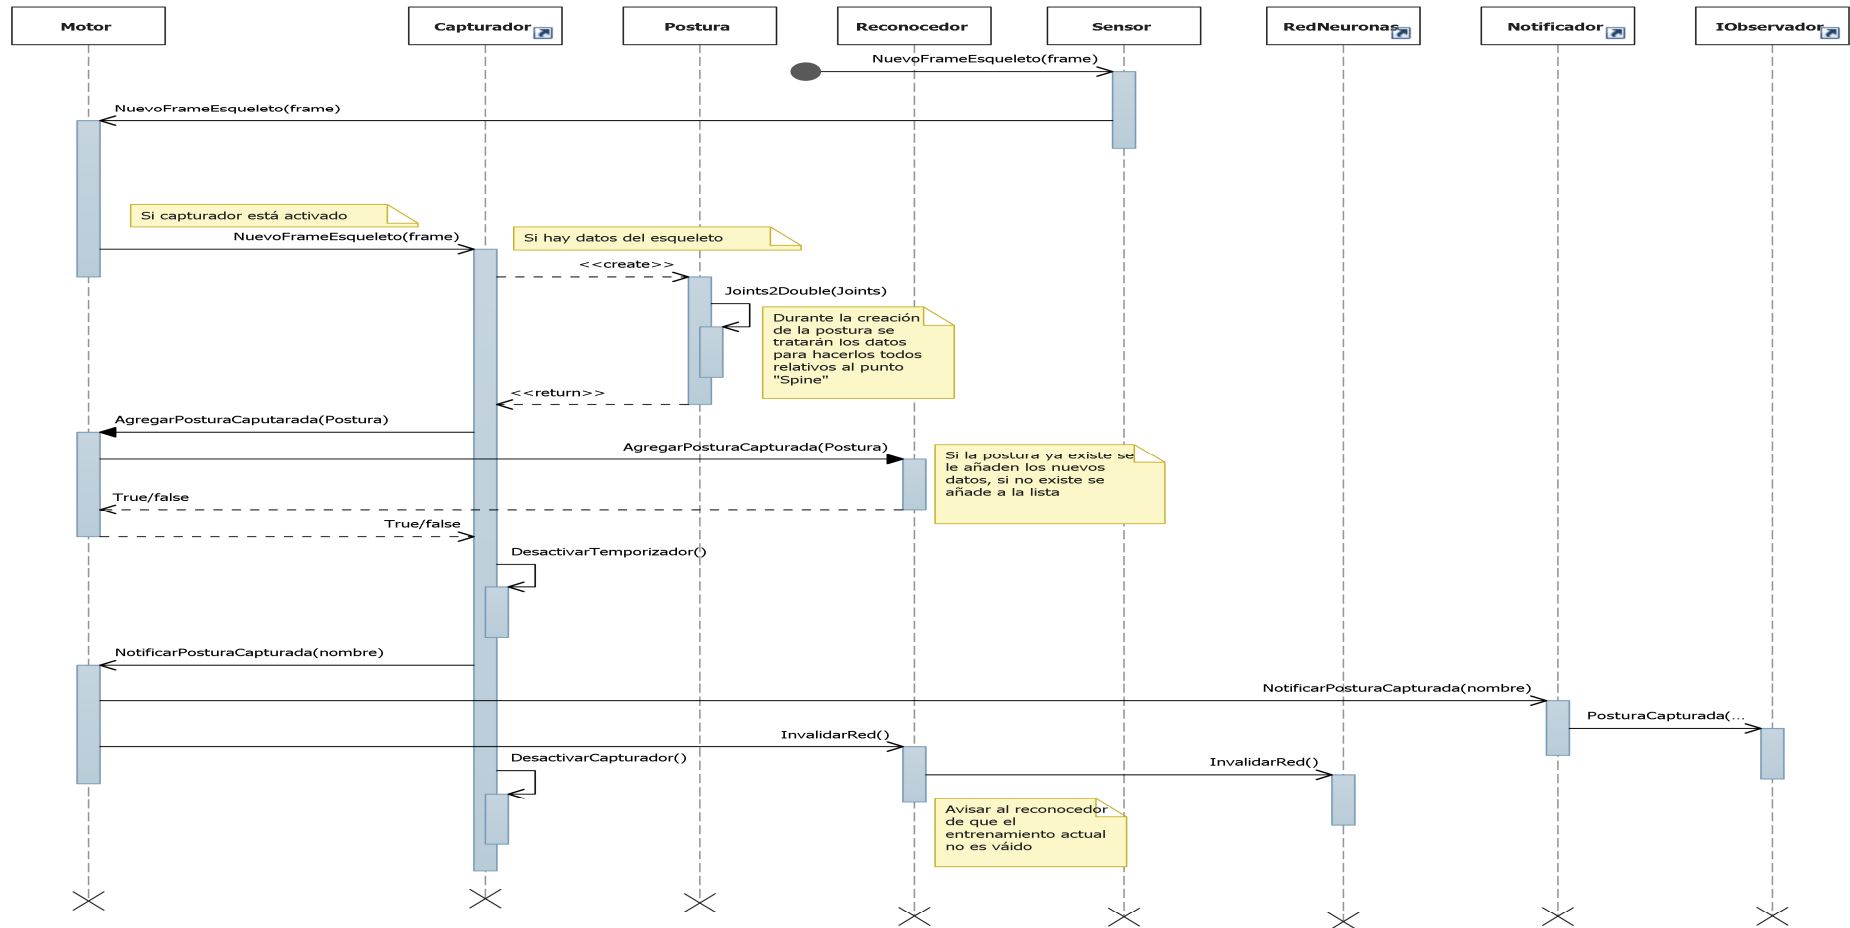 Motor
Capturador
Postura
Reconocedor
Sensor
RedNeuronas
Notificador
IObservador
NuevoFrameEsqueleto(frame)
NuevoFrameEsqueleto(frame)
Si capturador está activado
NuevoFrameEsqueleto(frame)
Si hay datos del esqueleto
<<create>>
Joints2Double(Joints)
Durante la creación
de la postura se
tratarán los datos
para hacerlos todos
relativos al punto
"Spine"
<<return>>
AgregarPosturaCaputarada(Postura)
AgregarPosturaCapturada(Postura)
Si la postura ya existe se
le añaden los nuevos
datos, si no existe se
añade a la lista
True/false
True/false
DesactivarTemporizador()
NotificarPosturaCapturada(nombre)
NotificarPosturaCapturada(nombre)
PosturaCapturada(...
InvalidarRed()
DesactivarCapturador()
InvalidarRed()
Avisar al reconocedor
de que el
entrenamiento actual
no es váido